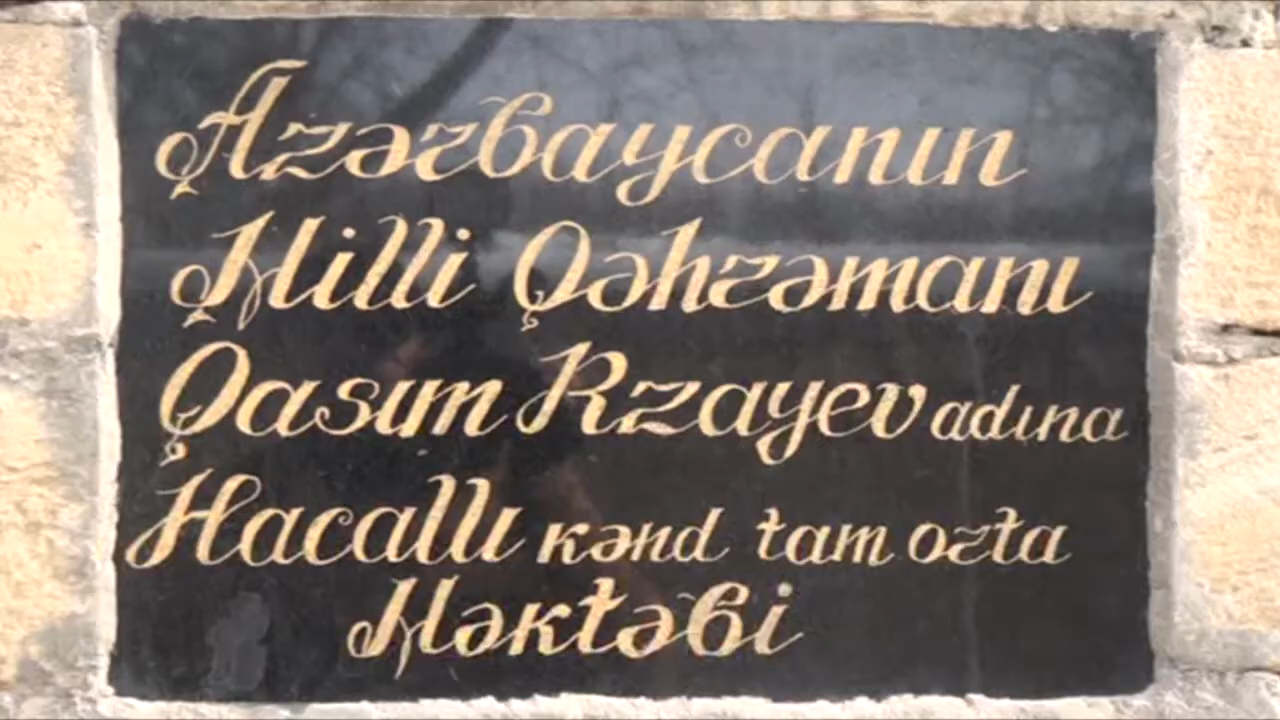 Azərbaycanın
Milli Qəhrəmanı
Qasım Rzayev adına
Hacallı kənd tam orta
Məktəbi